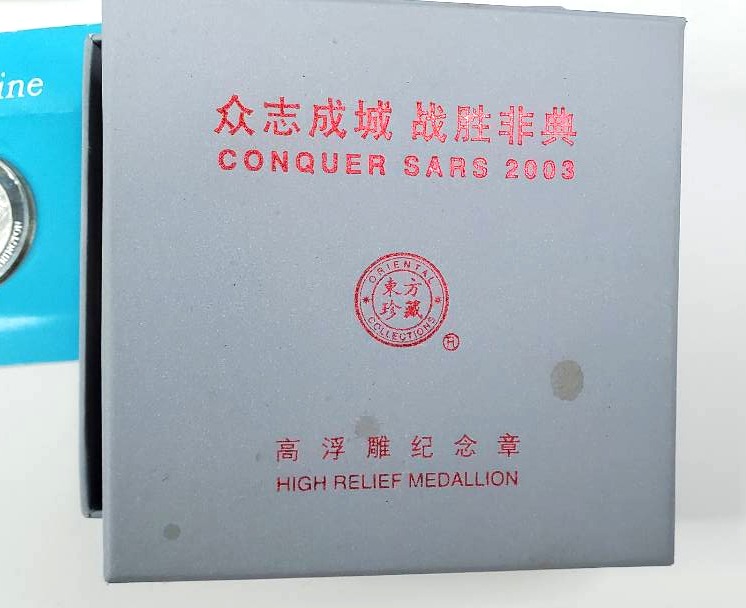 ine
众志成城 战胜非典
CONQUER SARS 2003
ORIENTAL
東方
珍藏
COLLECTIONS
R
高浮雕纪念章
HIGH RELIEF MEDALLION